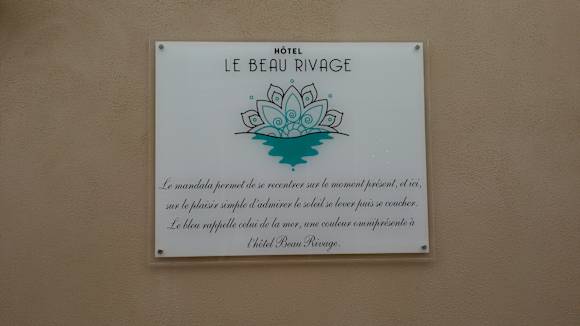 HÔTEL
LE BEAU RIVAGE
Le mandala permet de se recentrer sur le moment présent, et ici,
sur le plaisir simple d'admirer le soleil se lever puis se coucher.
Le bleu rappelle celui de la mer, une couleur omniprésente à
l'hôtel Beau Rivage.